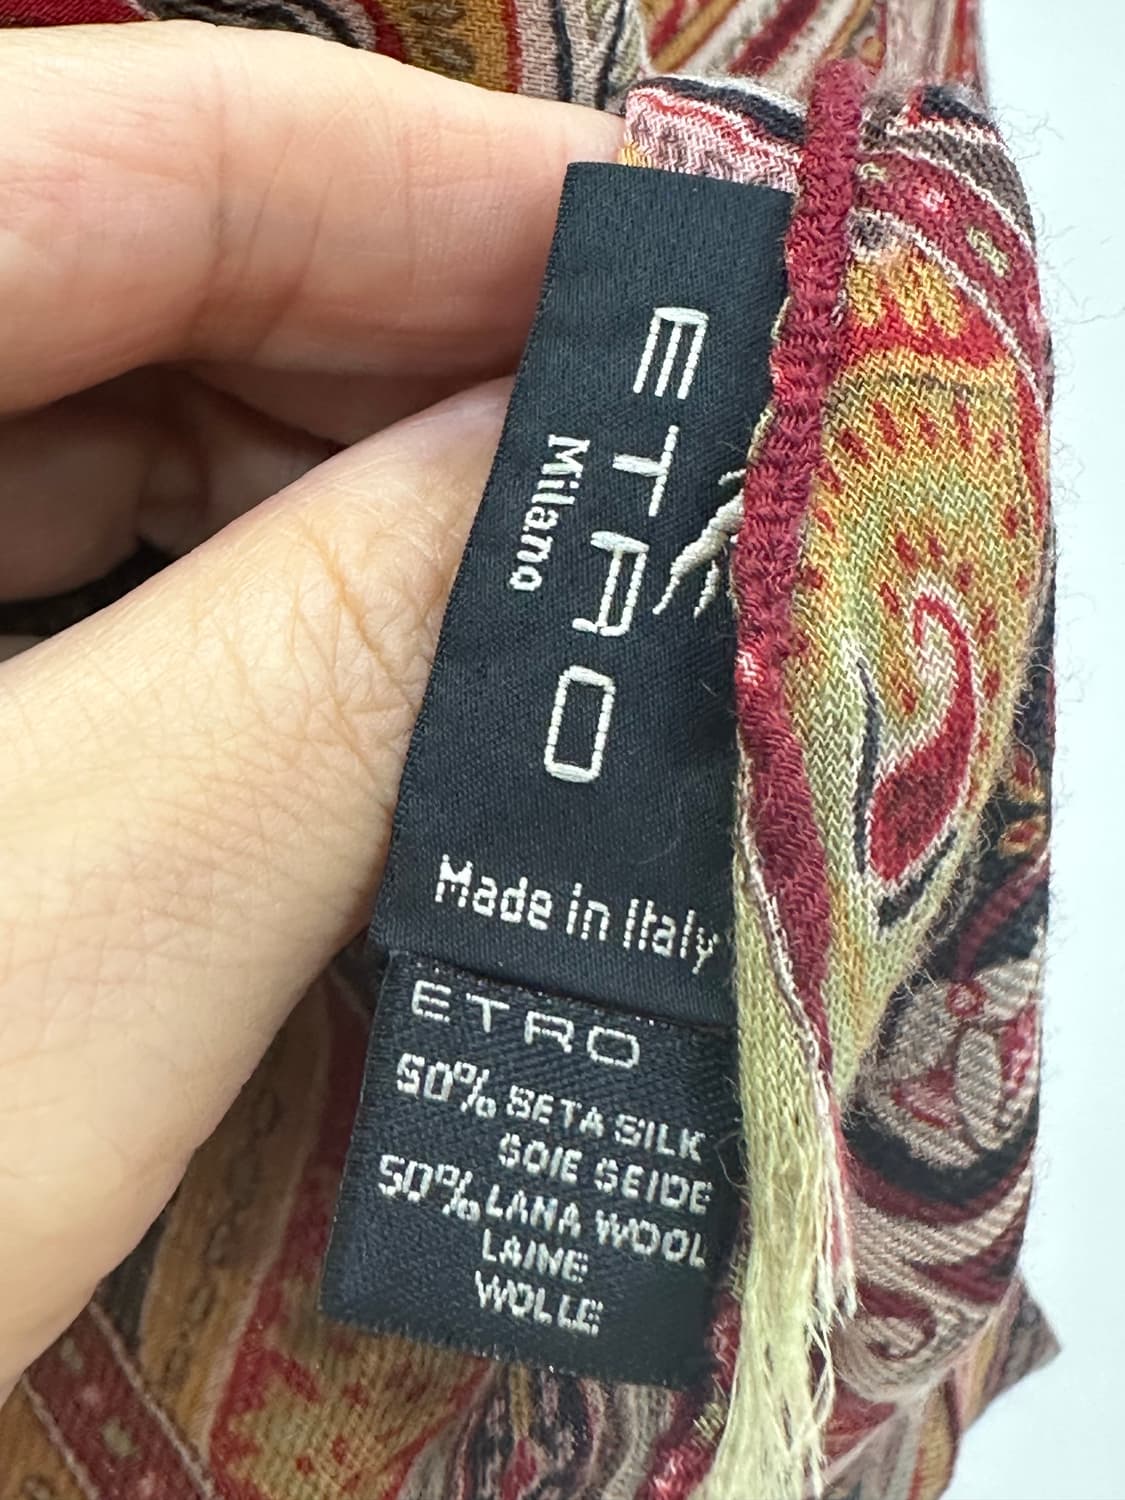 ETRO
Milano
Made in Italy
ETRO
50% SETA SILK
SOIE SEIDE
50% LANA WOOL
LAINE
WOLLE